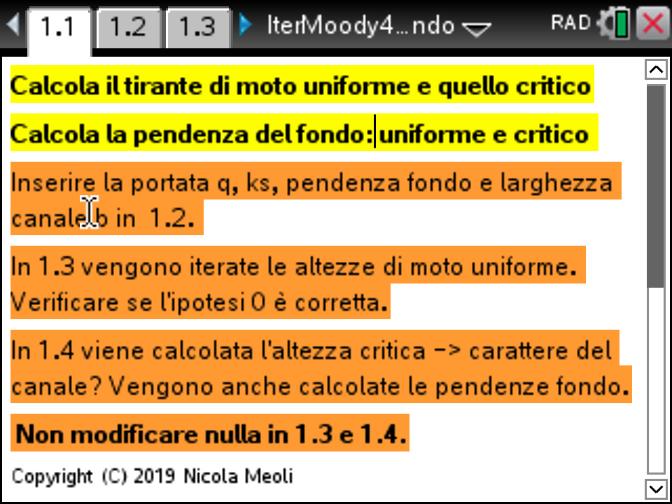 1.1 1.2 1.3 IterMoody4...ndo RAD
Calcola il tirante di moto uniforme e quello critico
Calcola la pendenza del fondo: uniforme e critico
Inserire la portata q, ks, pendenza fondo e larghezza
canale b in 1.2.
In 1.3 vengono iterate le altezze di moto uniforme.
Verificare se l'ipotesi 0 è corretta.
In 1.4 viene calcolata l'altezza critica -> carattere del
canale? Vengono anche calcolate le pendenze fondo.
Non modificare nulla in 1.3 e 1.4.
Copyright (C) 2019 Nicola Meoli